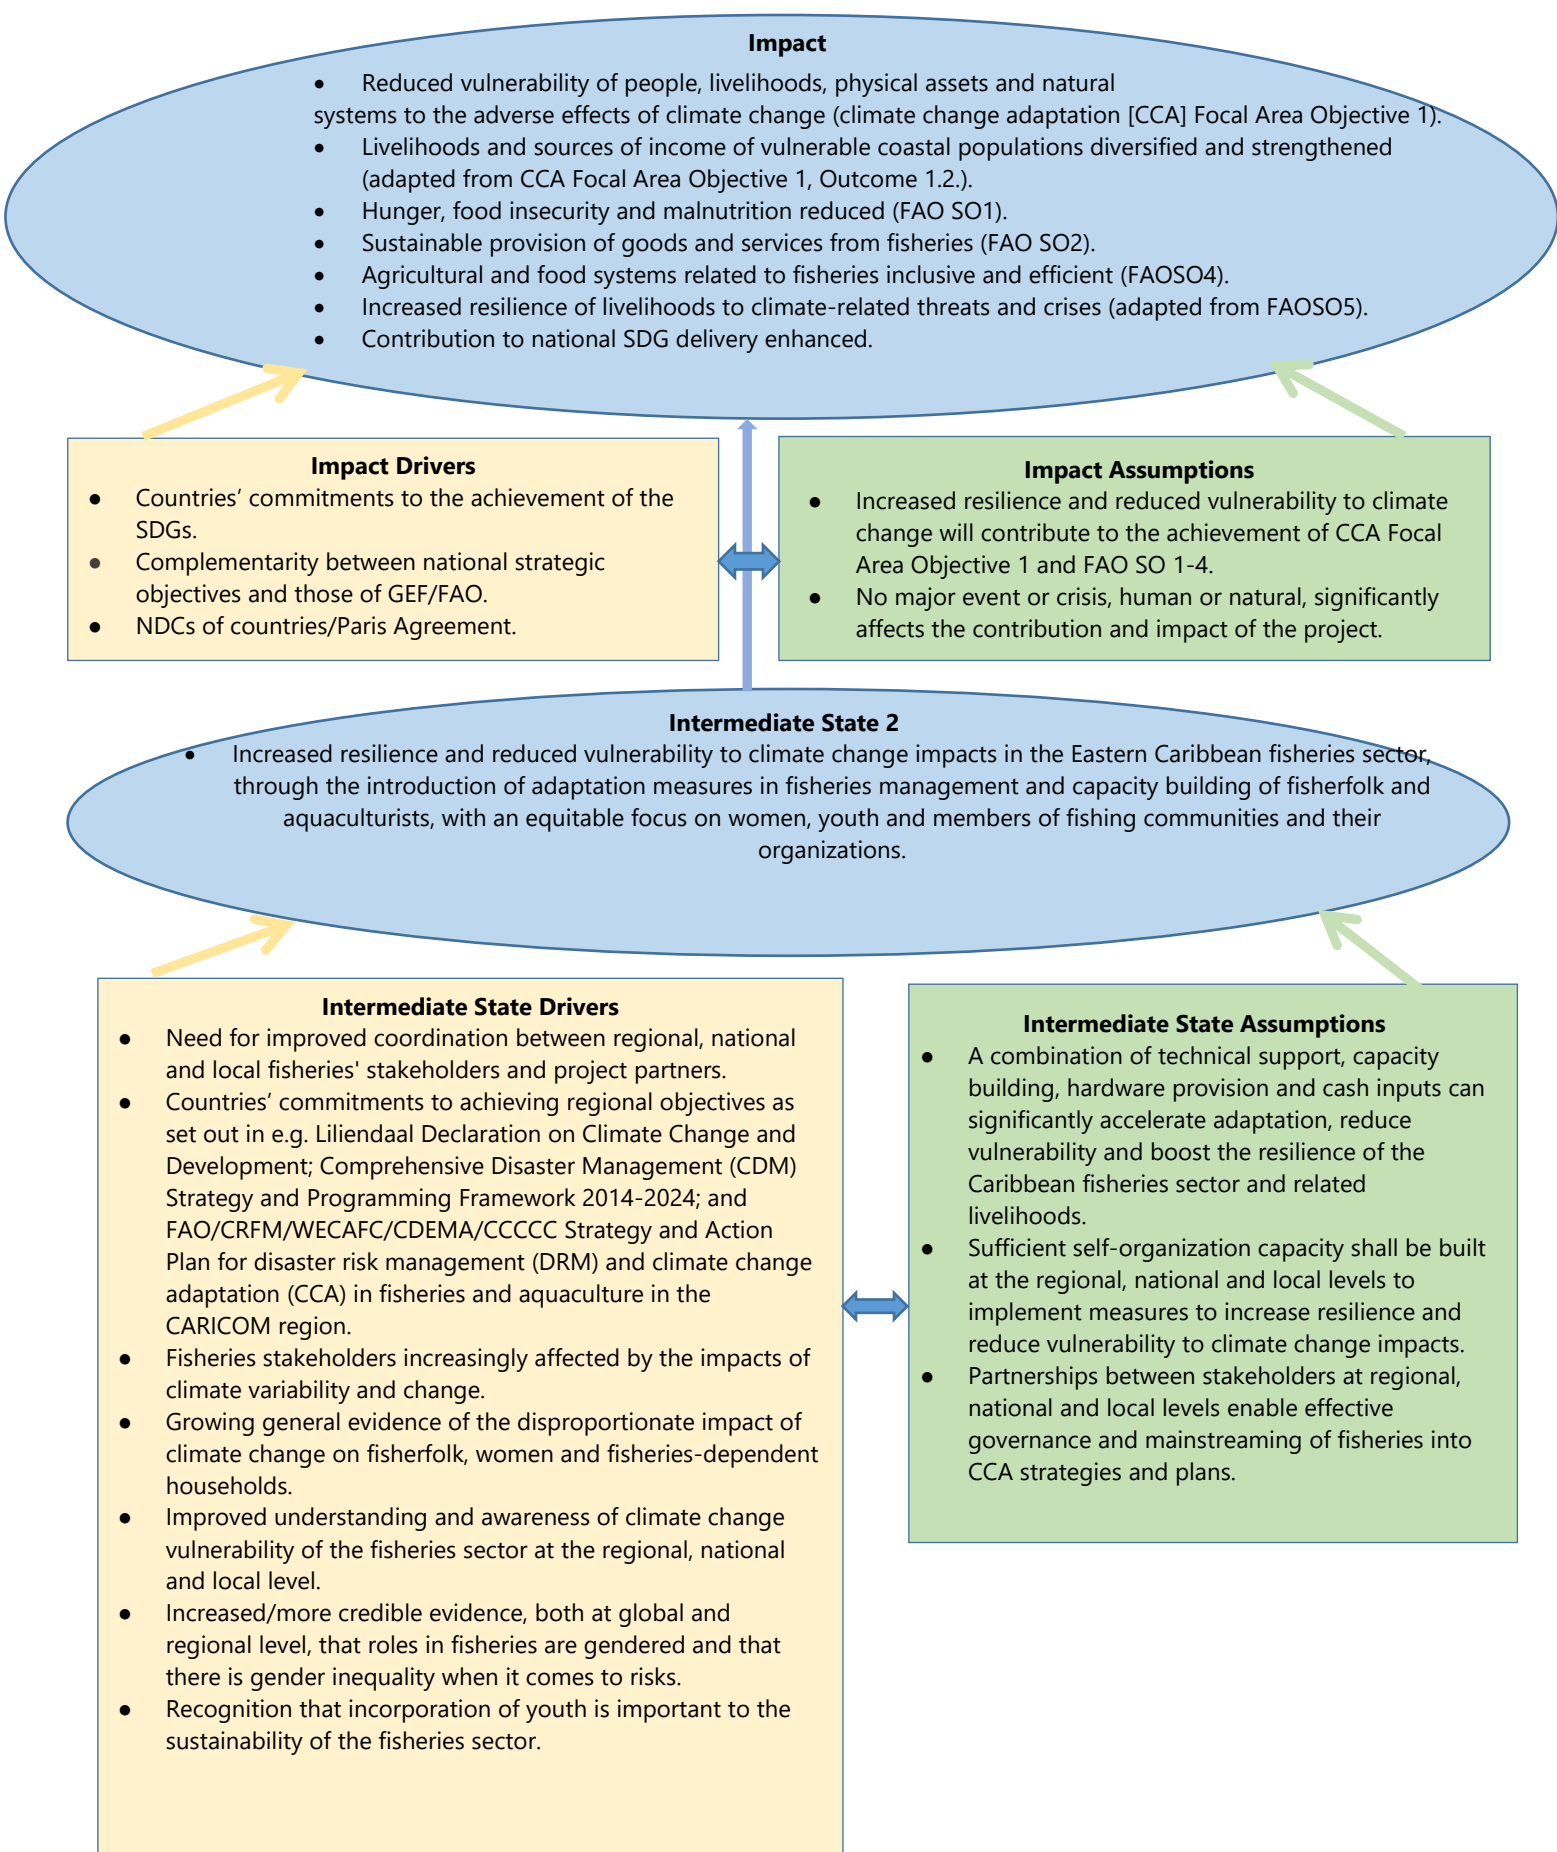 Impact
• Reduced vulnerability of people, livelihoods, physical assets and natural
systems to the adverse effects of climate change (climate change adaptation [CCA] Focal Area Objective 1).
• Livelihoods and sources of income of vulnerable coastal populations diversified and strengthened
(adapted from CCA Focal Area Objective 1, Outcome 1.2.).
• Hunger, food insecurity and malnutrition reduced (FAO SO1).
• Sustainable provision of goods and services from fisheries (FAO SO2).
• Agricultural and food systems related to fisheries inclusive and efficient (FAOSO4).
• Increased resilience of livelihoods to climate-related threats and crises (adapted from FAOSO5).
• Contribution to national SDG delivery enhanced.
Impact Drivers
● Countries’ commitments to the achievement of the
SDGs.
● Complementarity between national strategic
objectives and those of GEF/FAO.
● NDCs of countries/Paris Agreement.
Impact Assumptions
● Increased resilience and reduced vulnerability to climate
change will contribute to the achievement of CCA Focal
Area Objective 1 and FAO SO 1-4.
● No major event or crisis, human or natural, significantly
affects the contribution and impact of the project.
Intermediate State 2
• Increased resilience and reduced vulnerability to climate change impacts in the Eastern Caribbean fisheries sector,
through the introduction of adaptation measures in fisheries management and capacity building of fisherfolk and
aquaculturists, with an equitable focus on women, youth and members of fishing communities and their
organizations.
Intermediate State Drivers
● Need for improved coordination between regional, national
and local fisheries' stakeholders and project partners.
● Countries’ commitments to achieving regional objectives as
set out in e.g. Liliendaal Declaration on Climate Change and
Development; Comprehensive Disaster Management (CDM)
Strategy and Programming Framework 2014-2024; and
FAO/CRFM/WECAFC/CDEMA/CCCCC Strategy and Action
Plan for disaster risk management (DRM) and climate change
adaptation (CCA) in fisheries and aquaculture in the
CARICOM region.
● Fisheries stakeholders increasingly affected by the impacts of
climate variability and change.
● Growing general evidence of the disproportionate impact of
climate change on fisherfolk, women and fisheries-dependent
households.
● Improved understanding and awareness of climate change
vulnerability of the fisheries sector at the regional, national
and local level.
● Increased/more credible evidence, both at global and
regional level, that roles in fisheries are gendered and that
there is gender inequality when it comes to risks.
● Recognition that incorporation of youth is important to the
sustainability of the fisheries sector.
Intermediate State Assumptions
● A combination of technical support, capacity
building, hardware provision and cash inputs can
significantly accelerate adaptation, reduce
vulnerability and boost the resilience of the
Caribbean fisheries sector and related
livelihoods.
● Sufficient self-organization capacity shall be built
at the regional, national and local levels to
implement measures to increase resilience and
reduce vulnerability to climate change impacts.
● Partnerships between stakeholders at regional,
national and local levels enable effective
governance and mainstreaming of fisheries into
CCA strategies and plans.